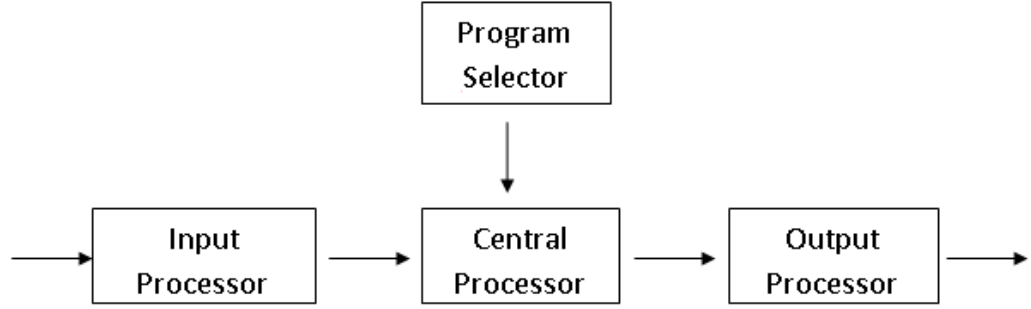 Program
Selector
Input
Processor
Central
Processor
Output
Processor